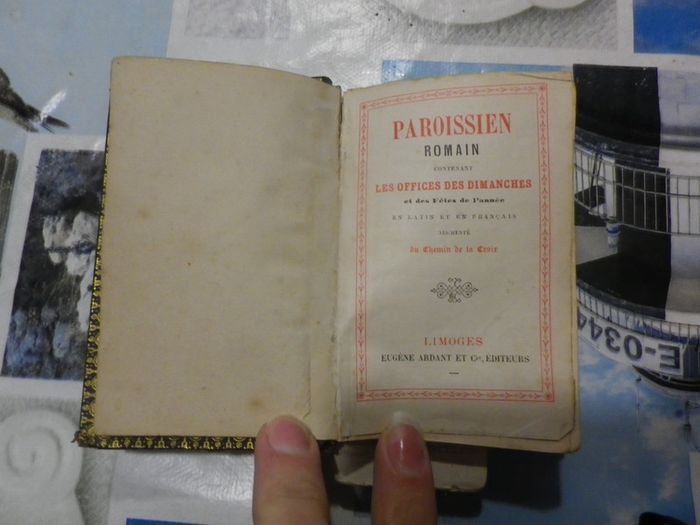 PAROISSIEN
ROMAIN
CONTENANT
LES OFFICES DES DIMANCHES
et des Fêtes de l'année
EN LATIN ET EN FRANÇAIS
AUGMENTÉ
du Chemin de la Croix
LIMOGES
EUGÈNE ARDANT ET Cie, ÉDITEURS
E-0344